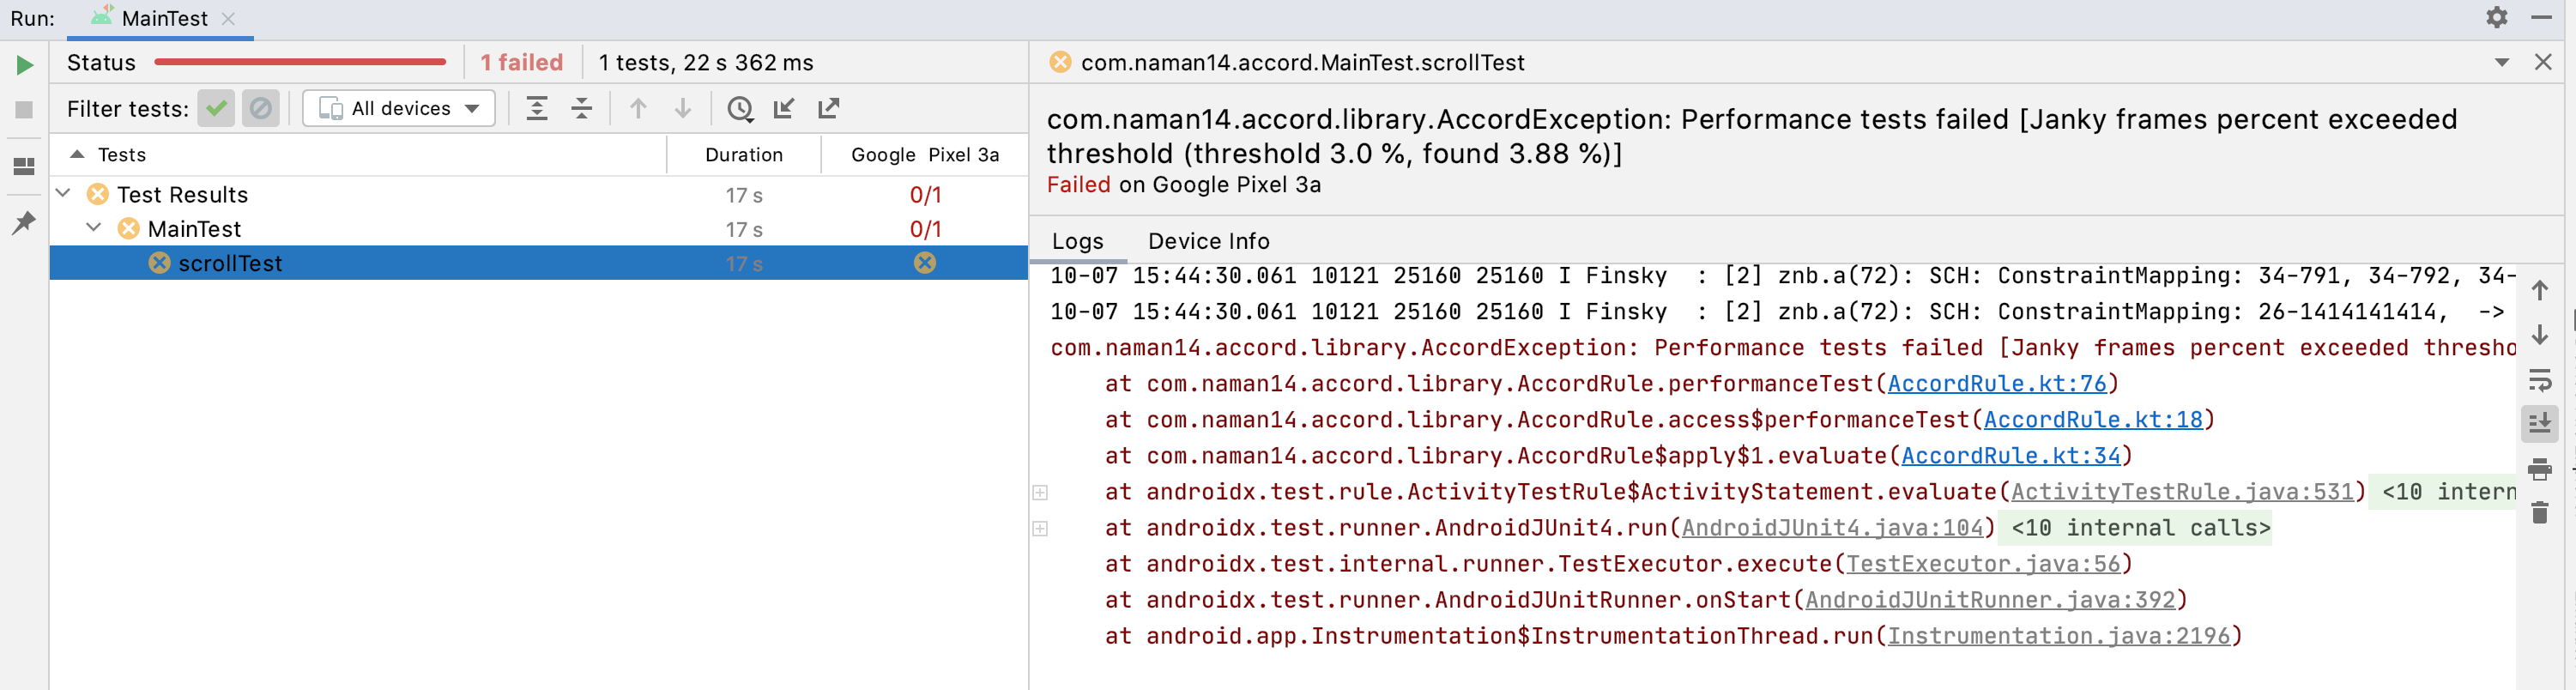 Run: MainTest
Status 1 failed 1 tests, 22 s 362 ms
Filter tests: All devices
Tests Duration Google Pixel 3a
Test Results 17 s 0/1
MainTest 17 s 0/1
scrollTest 17 s
com.naman14.accord.MainTest.scrollTest
com.naman14.accord.library.AccordException: Performance tests failed [Janky frames percent exceeded
threshold (threshold 3.0 %, found 3.88 %)]
Failed on Google Pixel 3a
Logs Device Info
10-07 15:44:30.061 10121 25160 25160 I Finsky  : [2] znb.a(72): SCH: ConstraintMapping: 34-791, 34-792, 34-
10-07 15:44:30.061 10121 25160 25160 I Finsky  : [2] znb.a(72): SCH: ConstraintMapping: 26-1414141414,  ->
com.naman14.accord.library.AccordException: Performance tests failed [Janky frames percent exceeded thresho
at com.naman14.accord.library.AccordRule.performanceTest(AccordRule.kt:76)
at com.naman14.accord.library.AccordRule.access$performanceTest(AccordRule.kt:18)
at com.naman14.accord.library.AccordRule$apply$1.evaluate(AccordRule.kt:34)
at androidx.test.rule.ActivityTestRule$ActivityStatement.evaluate(ActivityTestRule.java:531) <10 intern
at androidx.test.runner.AndroidJUnit4.run(AndroidJUnit4.java:104) <10 internal calls>
at androidx.test.internal.runner.TestExecutor.execute(TestExecutor.java:56)
at androidx.test.runner.AndroidJUnitRunner.onStart(AndroidJUnitRunner.java:392)
at android.app.Instrumentation$InstrumentationThread.run(Instrumentation.java:2196)